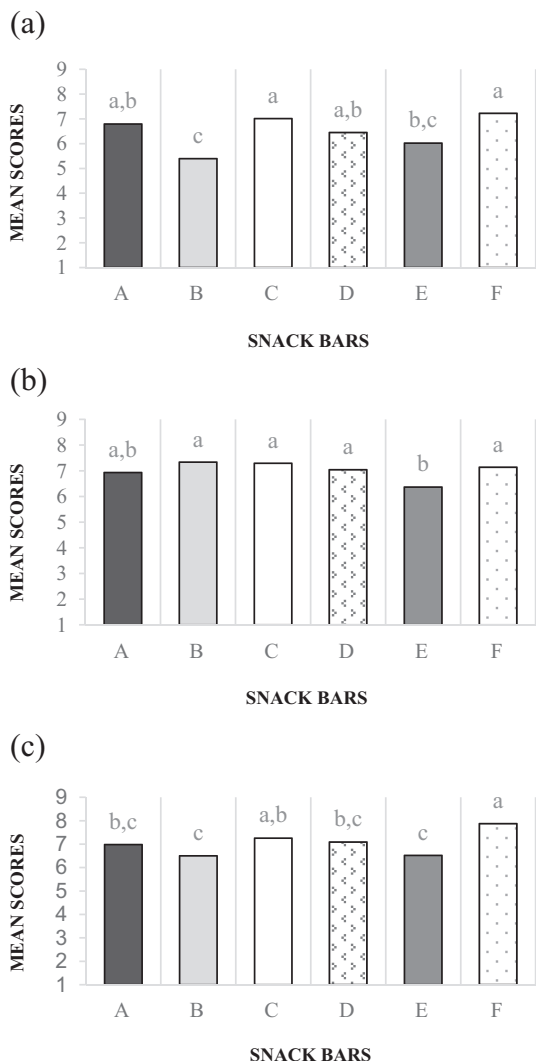 (a)
9
8
7
6
5
4
3
2
1
MEAN SCORES
a,b
c
a
a,b
b,c
a
A B C D E F
SNACK BARS
(b)
9
8
7
6
5
4
3
2
1
MEAN SCORES
a,b
a
a
a
b
a
A B C D E F
SNACK BARS
(c)
9
8
7
6
5
4
3
2
1
MEAN SCORES
b,c
c
a,b
b,c
c
a
A B C D E F
SNACK BARS